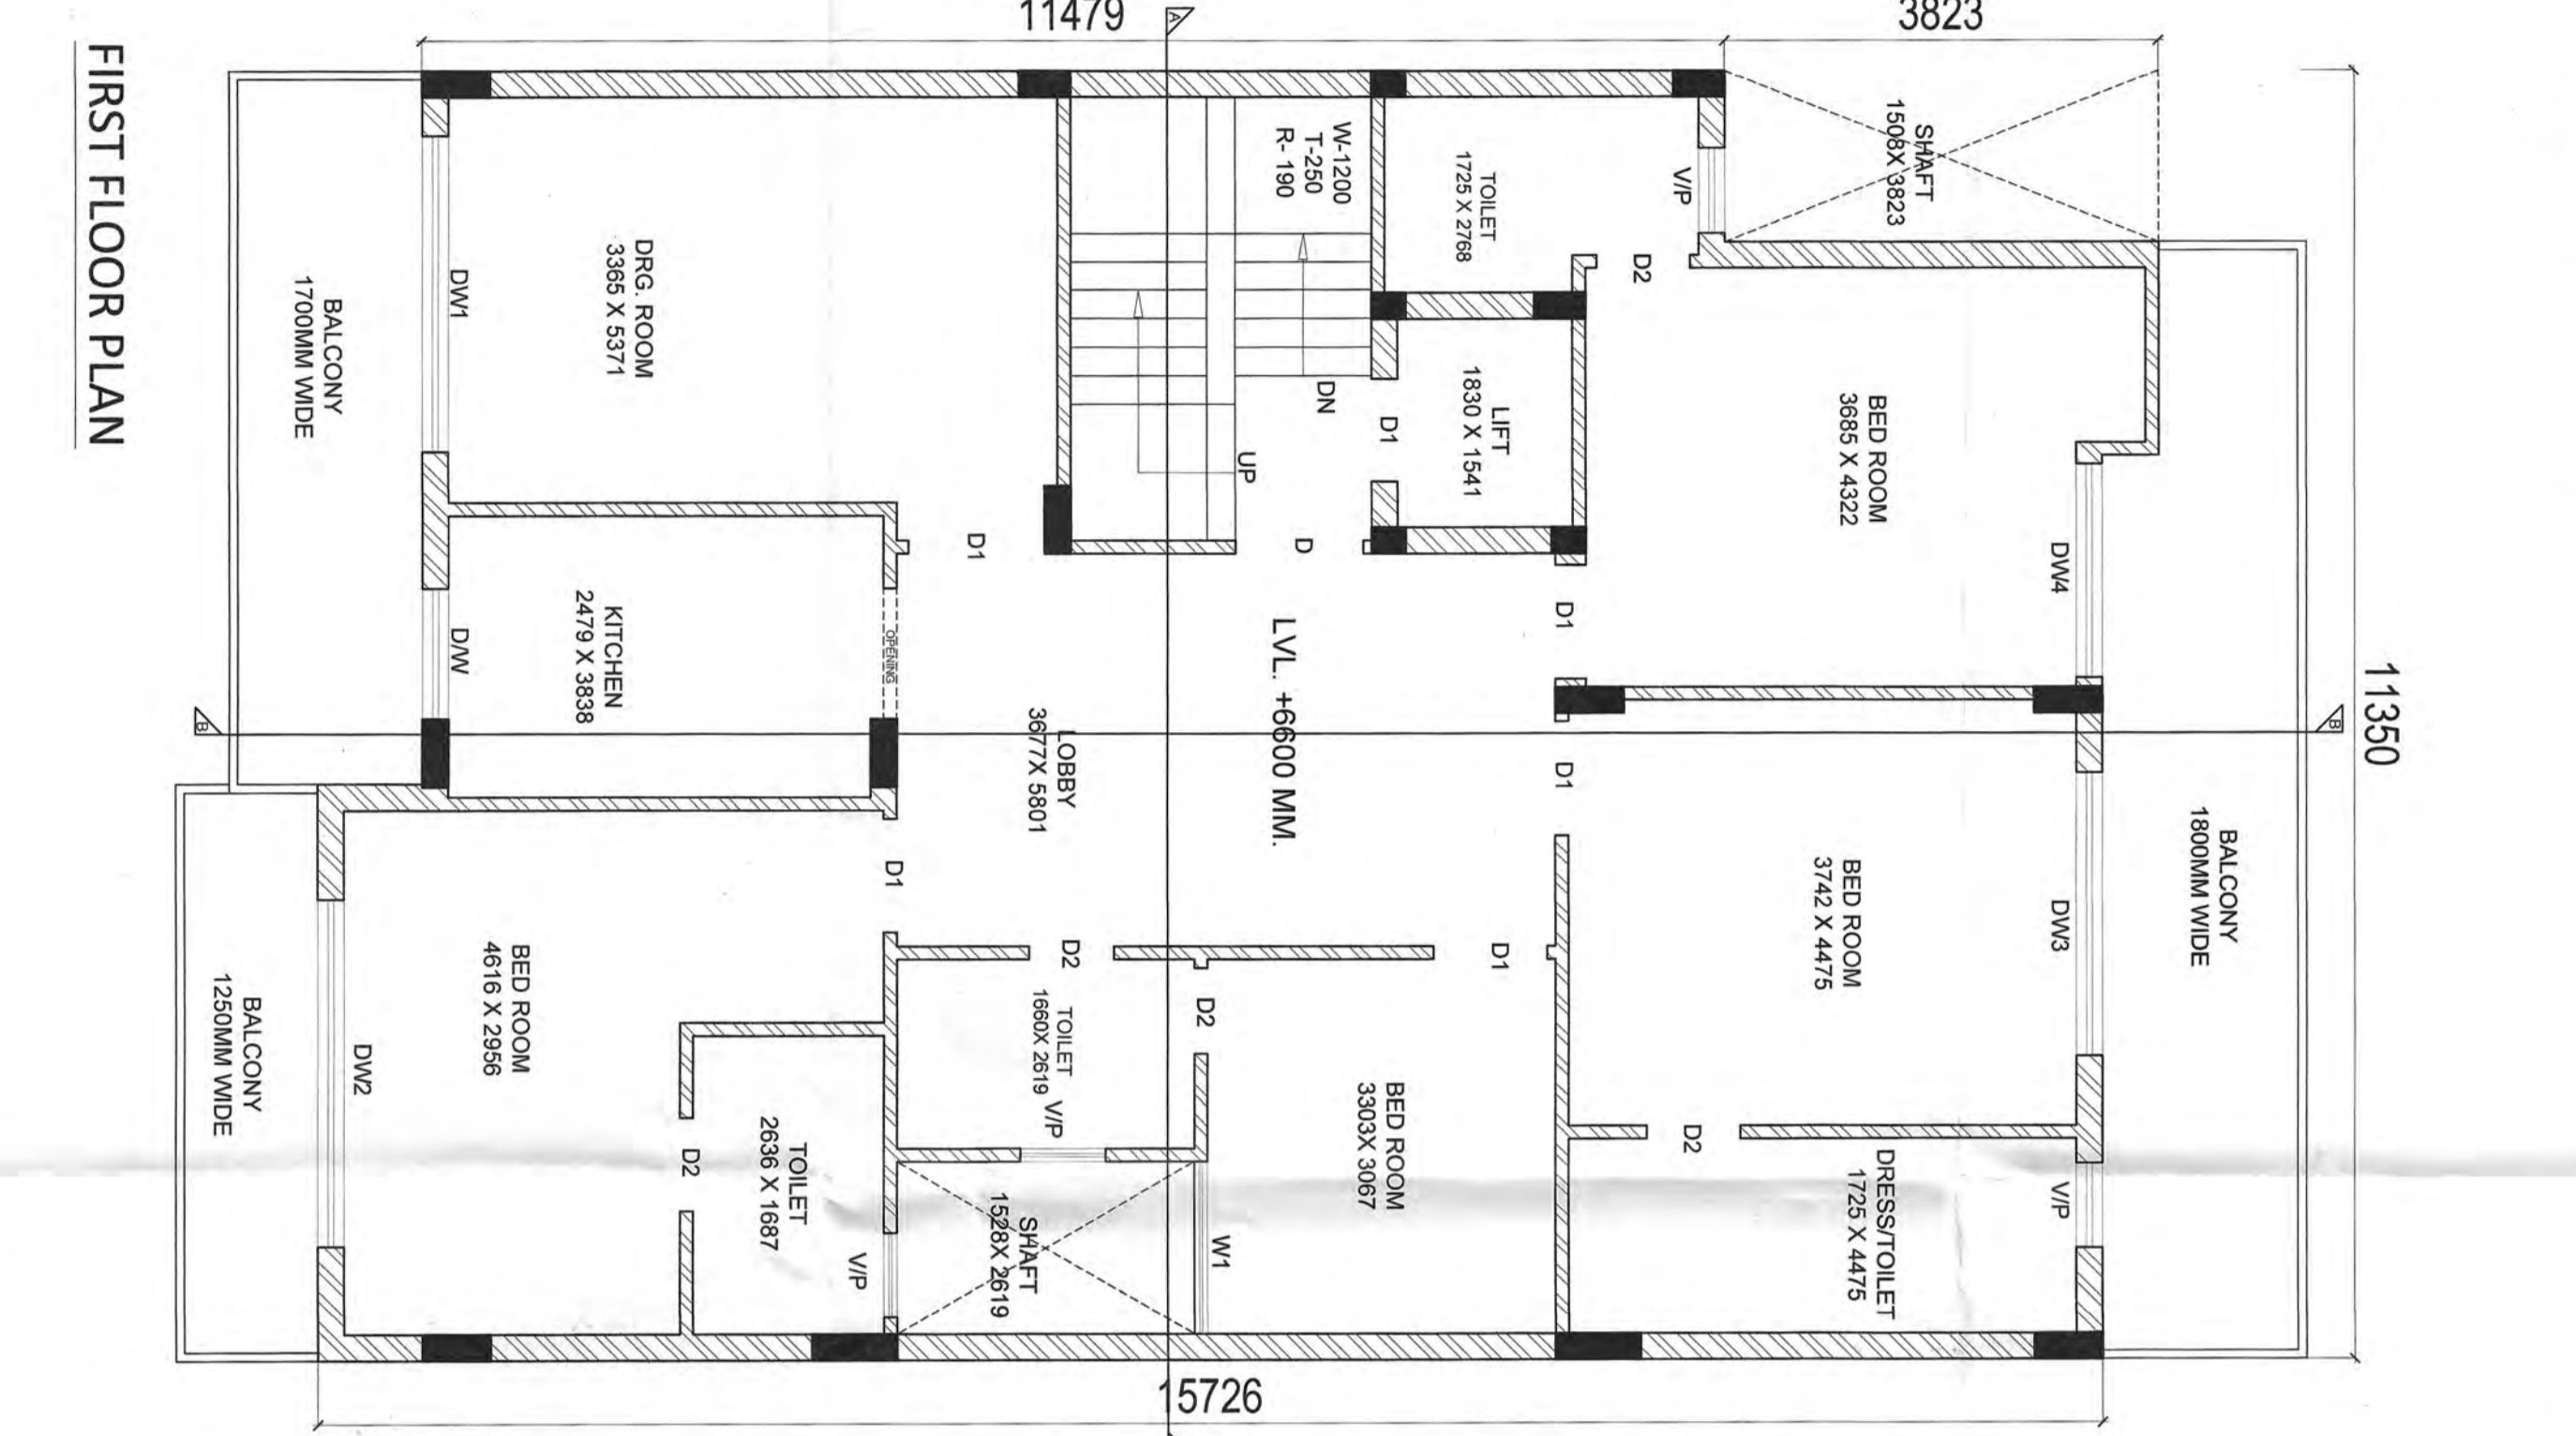 11479
A
3823
FIRST FLOOR PLAN
BALCONY
1700MM WIDE
DW1
DRG. ROOM
3365 X 5371
W-1200
T-250
R- 190
DN
UP
TOILET
1725 X 2768
V/P
SHAFT
1508X 3823
D2
LIFT
1830 X 1541
D1
BED ROOM
3685 X 4322
DW4
D1
D
D1
KITCHEN
2479 X 3838
D/W
OPENING
LVL. +6600 MM.
LOBBY
3677X 5801
B
B
11350
D1
D1
D2
D1
BED ROOM
3742 X 4475
DW3
BALCONY
1800MM WIDE
BALCONY
1250MM WIDE
DW2
BED ROOM
4616 X 2956
D2
TOILET
2636 X 1687
V/P
TOILET
1660X 2619
V/P
D2
SHAFT
1528X 2619
W1
BED ROOM
3303X 3067
D2
DRESS/TOILET
1725 X 4475
V/P
15726